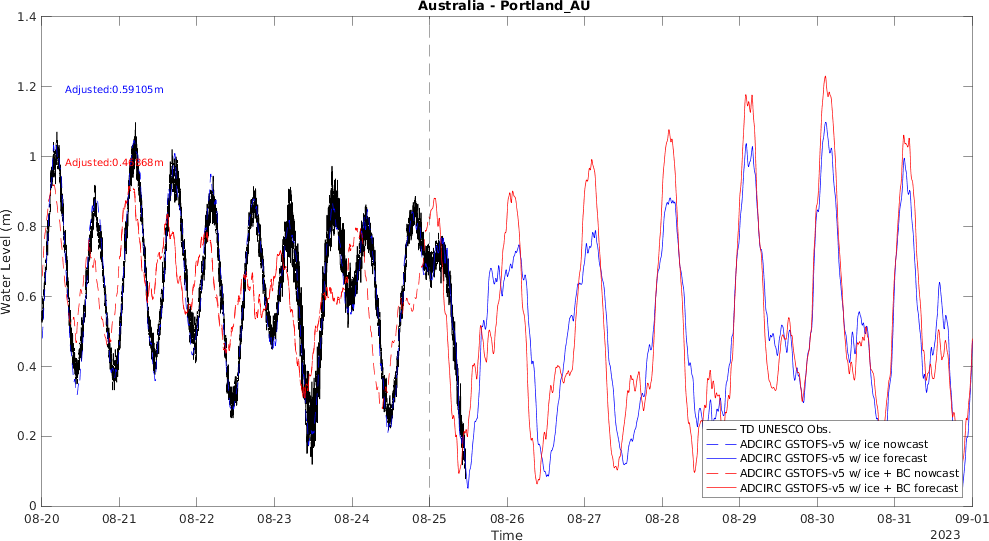 Australia - Portland_AU
Water Level (m)
1.4
1.2
1
0.8
0.6
0.4
0.2
0
Adjusted:0.59105m
TD UNESCO Obs.
ADCIRC GSTOFS-v5 w/ ice nowcast
ADCIRC GSTOFS-v5 w/ ice forecast
ADCIRC GSTOFS-v5 w/ ice + BC nowcast
ADCIRC GSTOFS-v5 w/ ice + BC forecast
08-20 08-21 08-22 08-23 08-24 08-25 08-26 08-27 08-28 08-29 08-30 08-31 09-01
Time
2023